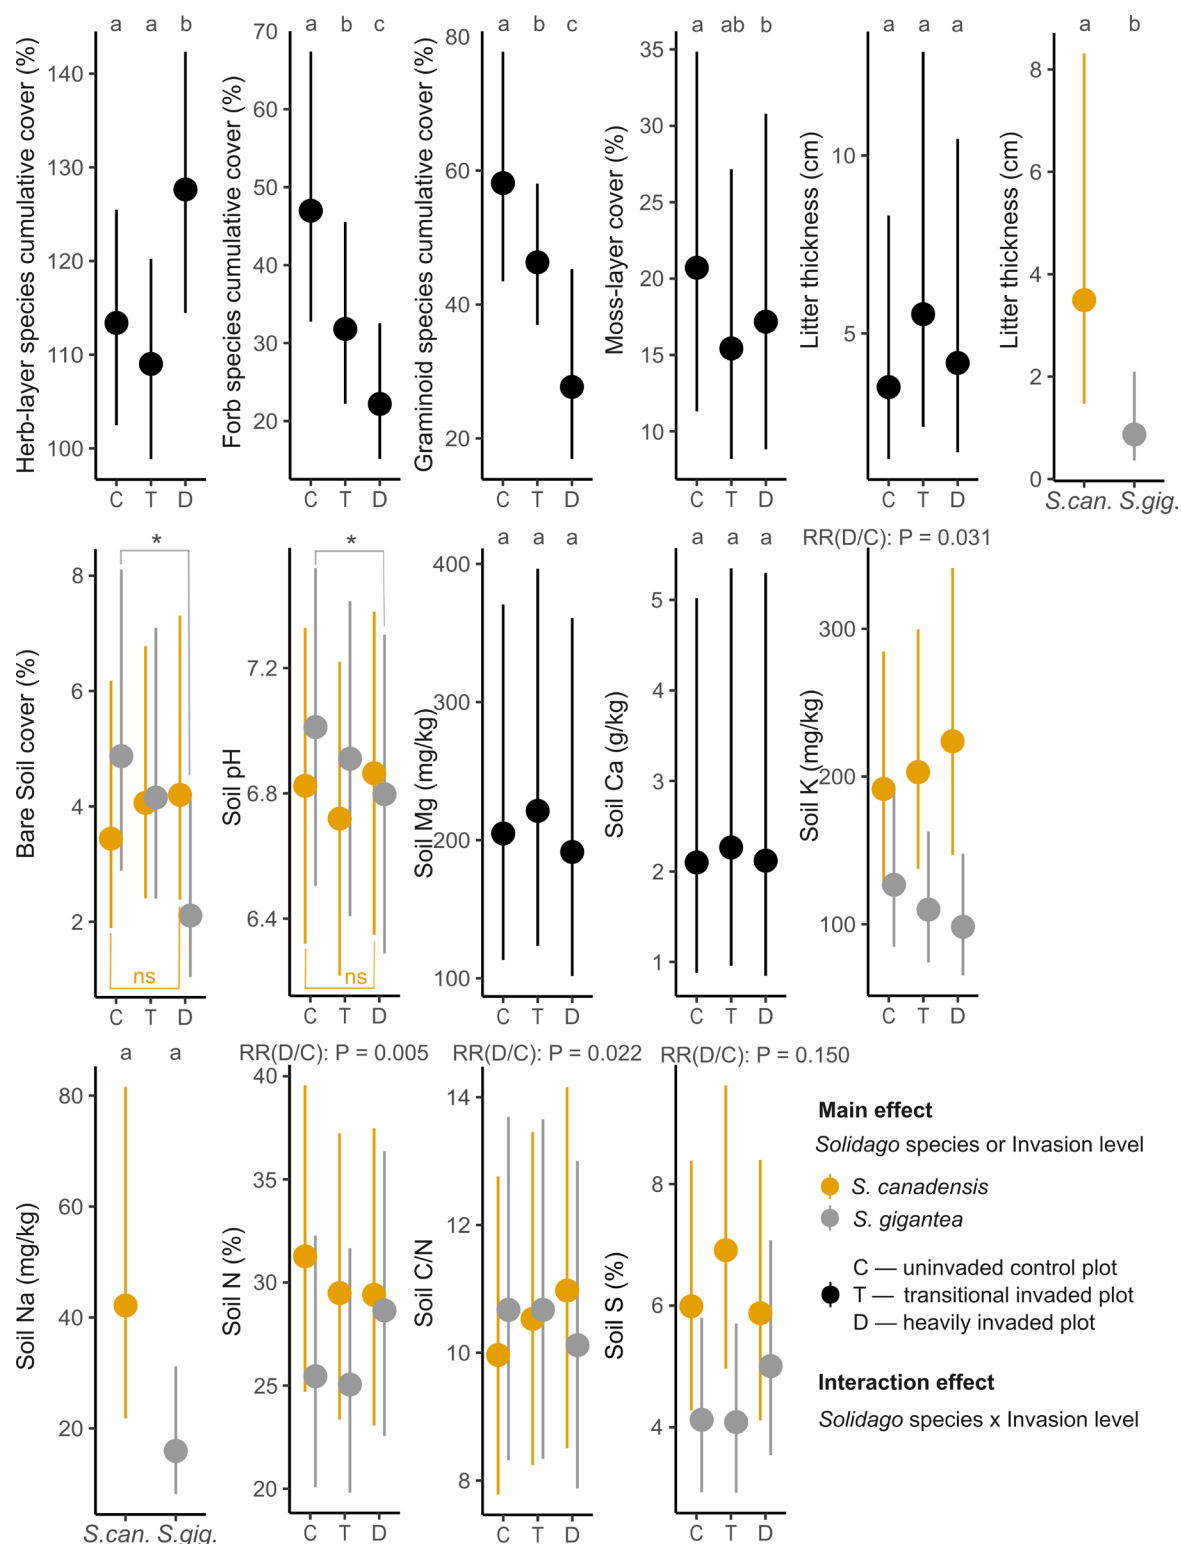 a a b
Herb-layer species cumulative cover (%)
140
130
120
110
100
C T D
a b c
Forb species cumulative cover (%)
70
60
50
40
30
20
C T D
a b c
Graminoid species cumulative cover (%)
80
60
40
20
C T D
a ab b
Moss-layer cover (%)
35
30
25
20
15
10
C T D
a a a
Litter thickness (cm)
10
5
C T D
a b
Litter thickness (cm)
8
6
4
2
0
S.can. S.gig.
*
Bare Soil cover (%)
8
6
4
2
ns
C T D
*
Soil pH
7.2
6.8
6.4
ns
C T D
a a a
Soil Mg (mg/kg)
400
300
200
100
C T D
a a a
Soil Ca (g/kg)
5
4
3
2
1
C T D
RR(D/C): P = 0.031
Soil K (mg/kg)
300
200
100
C T D
a a
Soil Na (mg/kg)
80
60
40
20
S.can. S.gig.
RR(D/C): P = 0.005
Soil N (%)
40
35
30
25
20
C T D
RR(D/C): P = 0.022
Soil C/N
14
12
10
8
C T D
RR(D/C): P = 0.150
Soil S (%)
8
6
4
C T D
Main effect
Solidago species or Invasion level
S. canadensis
S. gigantea
C — uninvaded control plot
T — transitional invaded plot
D — heavily invaded plot
Interaction effect
Solidago species x Invasion level